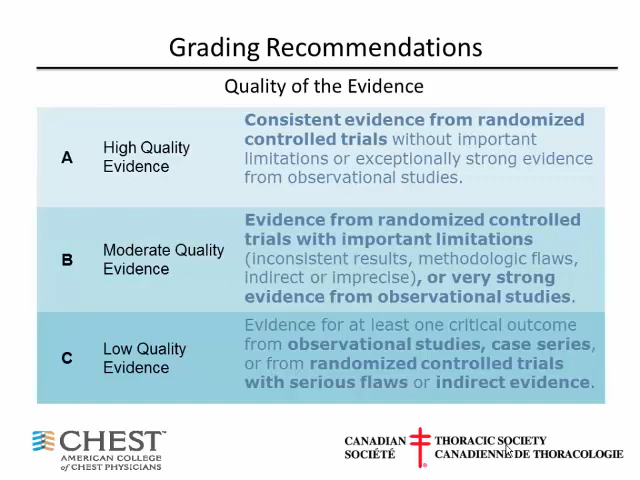 Grading Recommendations
Quality of the Evidence
A
High Quality
Evidence
Consistent evidence from randomized
controlled trials without important
limitations or exceptionally strong evidence
from observational studies.
B
Moderate Quality
Evidence
Evidence from randomized controlled
trials with important limitations
(inconsistent results, methodologic flaws,
indirect or imprecise), or very strong
evidence from observational studies.
C
Low Quality
Evidence
Evidence for at least one critical outcome
from observational studies, case series,
or from randomized controlled trials
with serious flaws or indirect evidence.
CHEST™
AMERICAN COLLEGE
of CHEST PHYSICIANS
CANADIAN THORACIC SOCIETY
SOCIÉTÉ CANADIENNE DE THORACOLOGIE